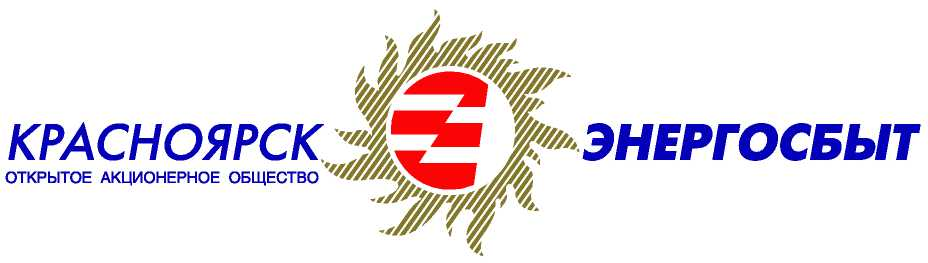 КРАСНОЯРСК ЭНЕРГОСБЫТ
ОТКРЫТОЕ АКЦИОНЕРНОЕ ОБЩЕСТВО